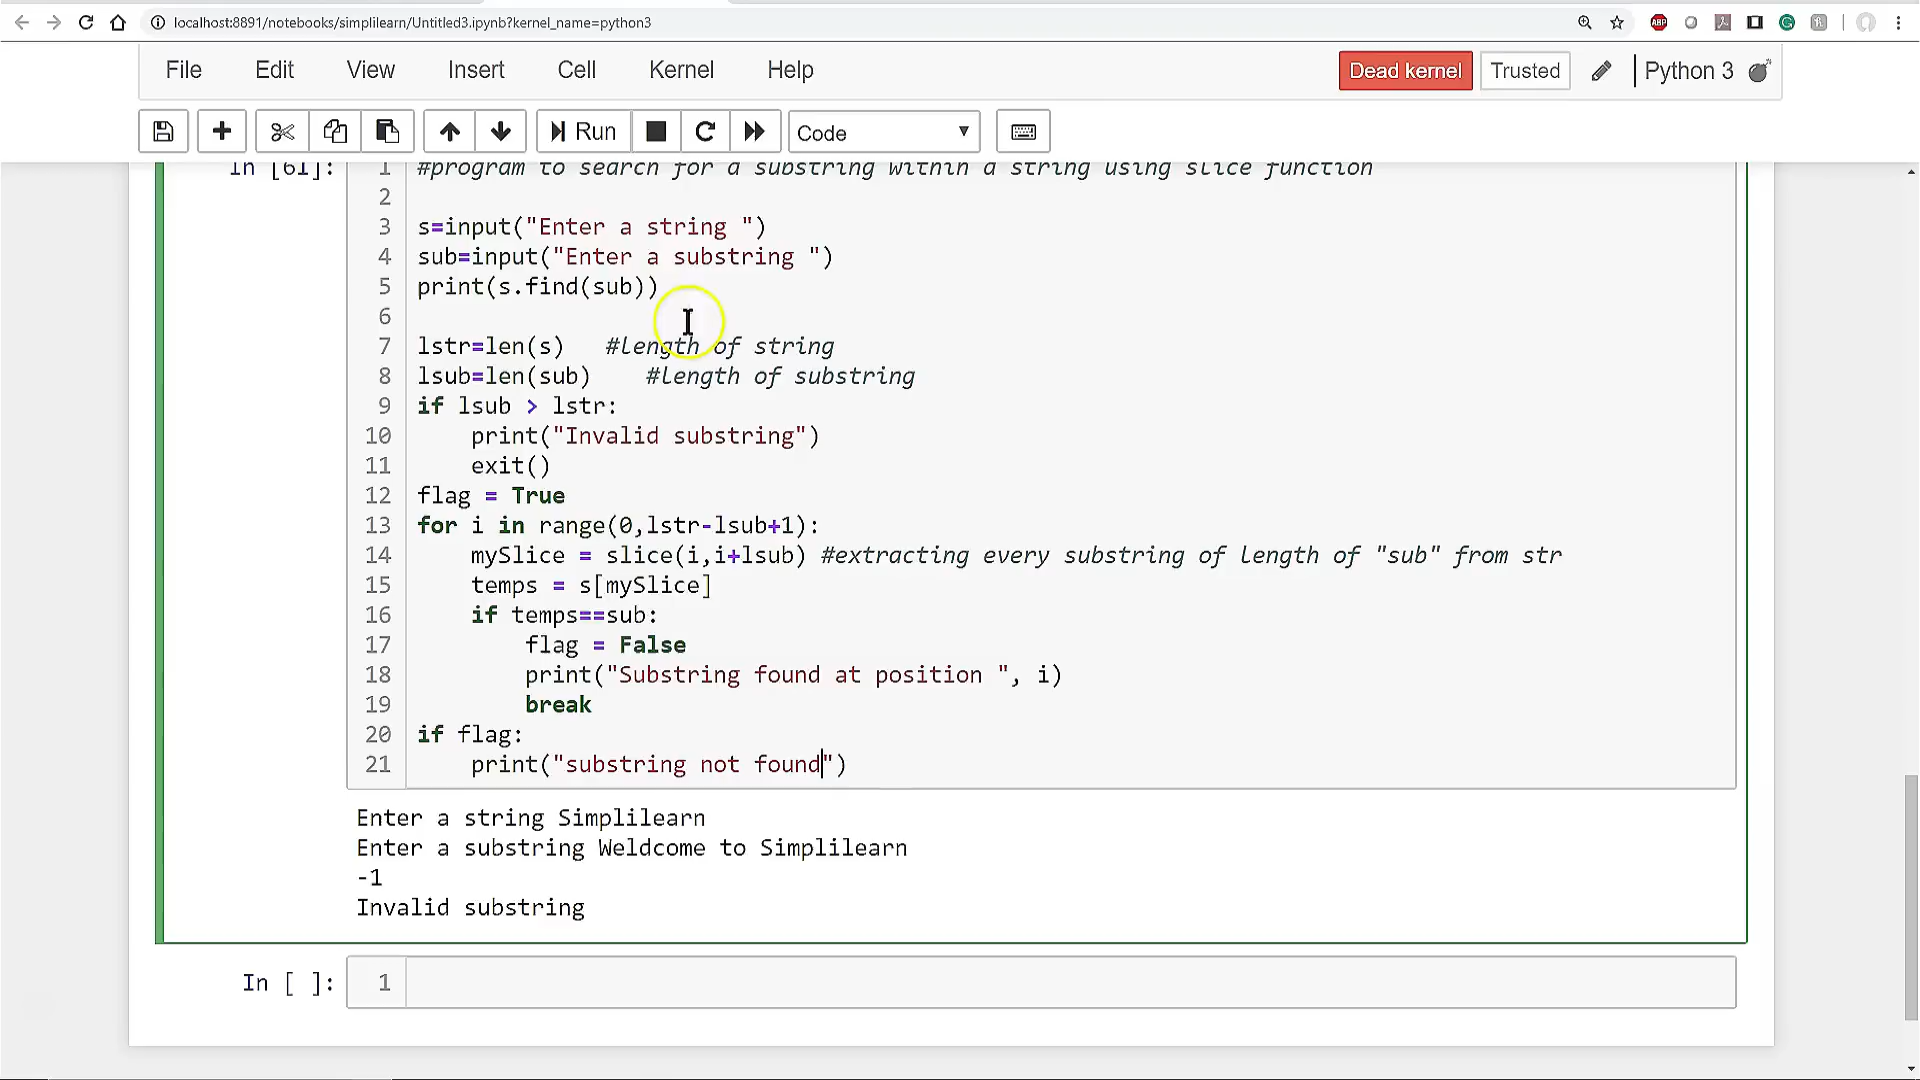 localhost:8891/notebooks/simplilearn/Untitled3.ipynb?kernel_name=python3
ABP
File Edit View Insert Cell Kernel Help Dead kernel Trusted Python 3
Run Code
In [61]:
1 #program to search for a substring within a string using slice function
2
3 s=input("Enter a string ")
4 sub=input("Enter a substring ")
5 print(s.find(sub))
6
7 lstr=len(s)   #length of string
8 lsub=len(sub)    #length of substring
9 if lsub > lstr:
10     print("Invalid substring")
11     exit()
12 flag = True
13 for i in range(0,lstr-lsub+1):
14     mySlice = slice(i,i+lsub) #extracting every substring of length of "sub" from str
15     temps = s[mySlice]
16     if temps==sub:
17         flag = False
18         print("Substring found at position ", i)
19         break
20 if flag:
21     print("substring not found")
Enter a string Simplilearn
Enter a substring Weldcome to Simplilearn
-1
Invalid substring
In [ ]: 1